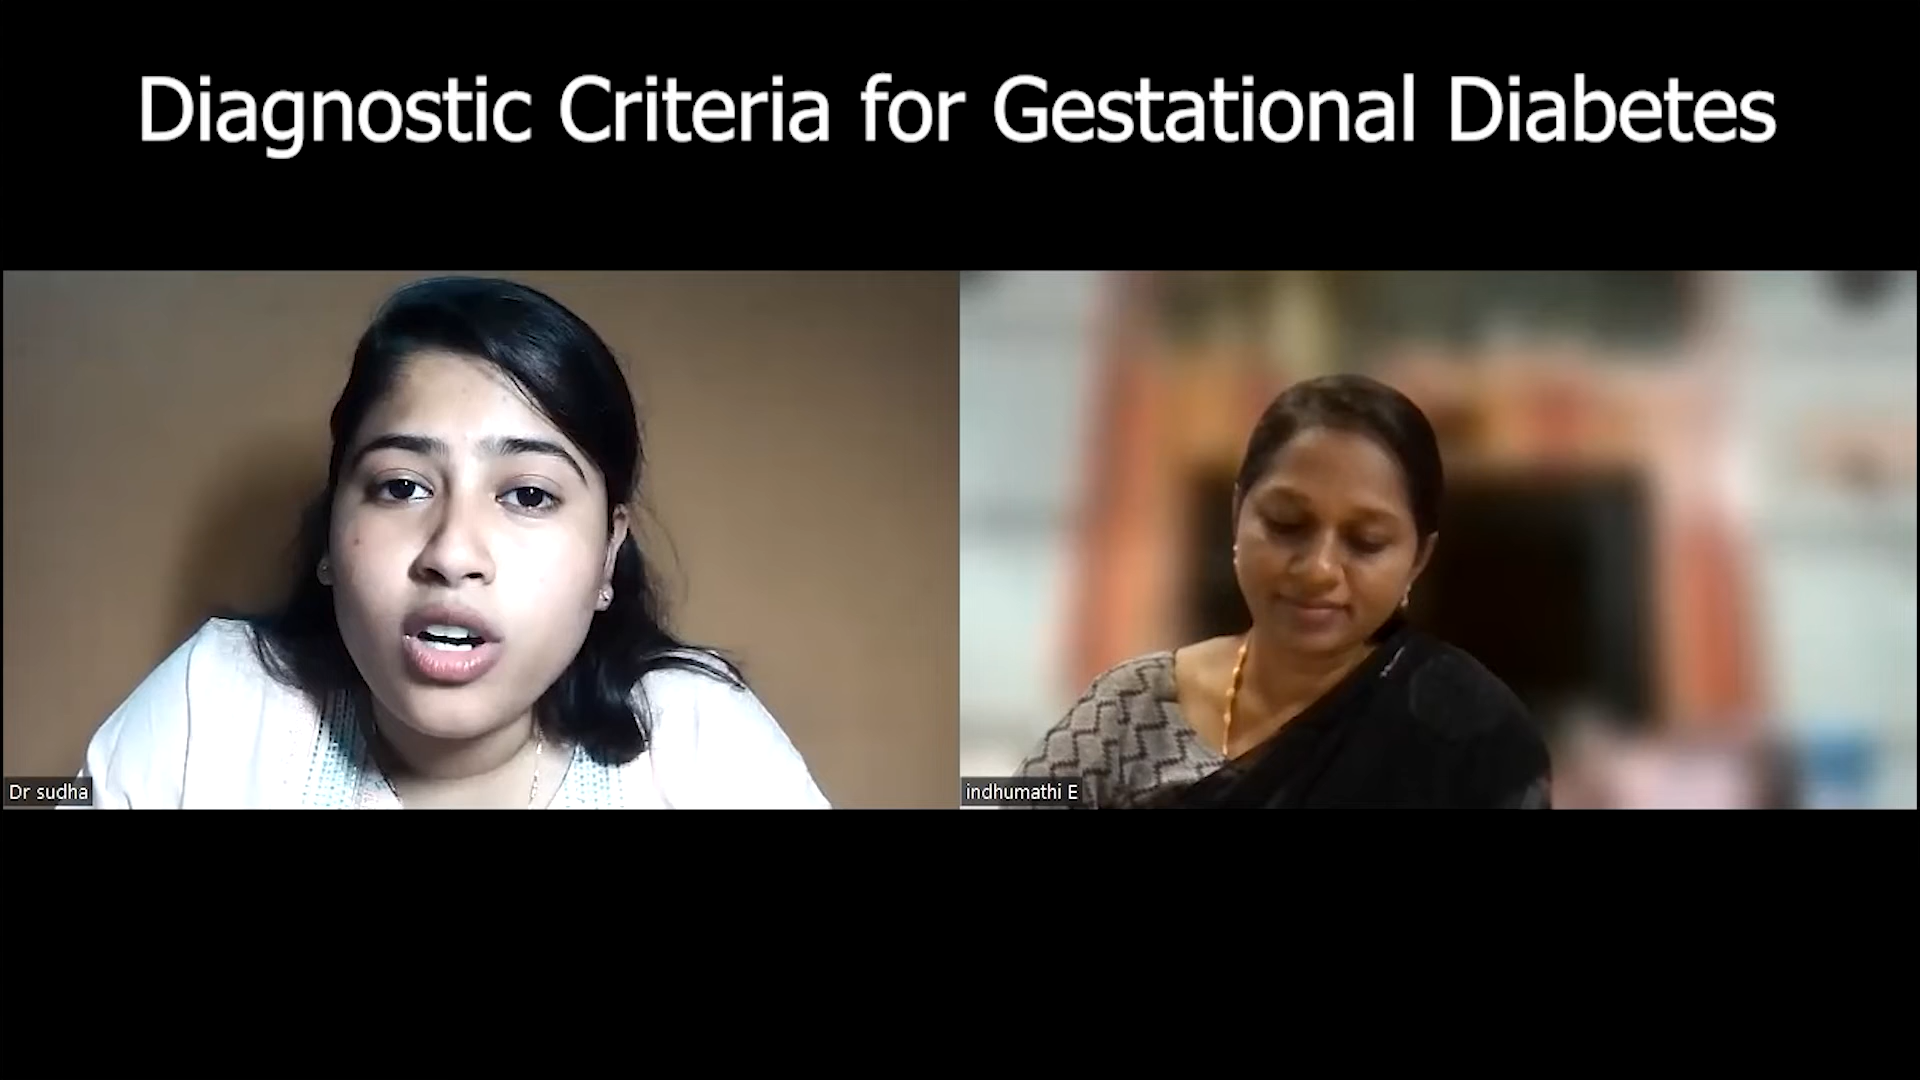 Diagnostic Criteria for Gestational Diabetes
Dr sudha
indhumathi E